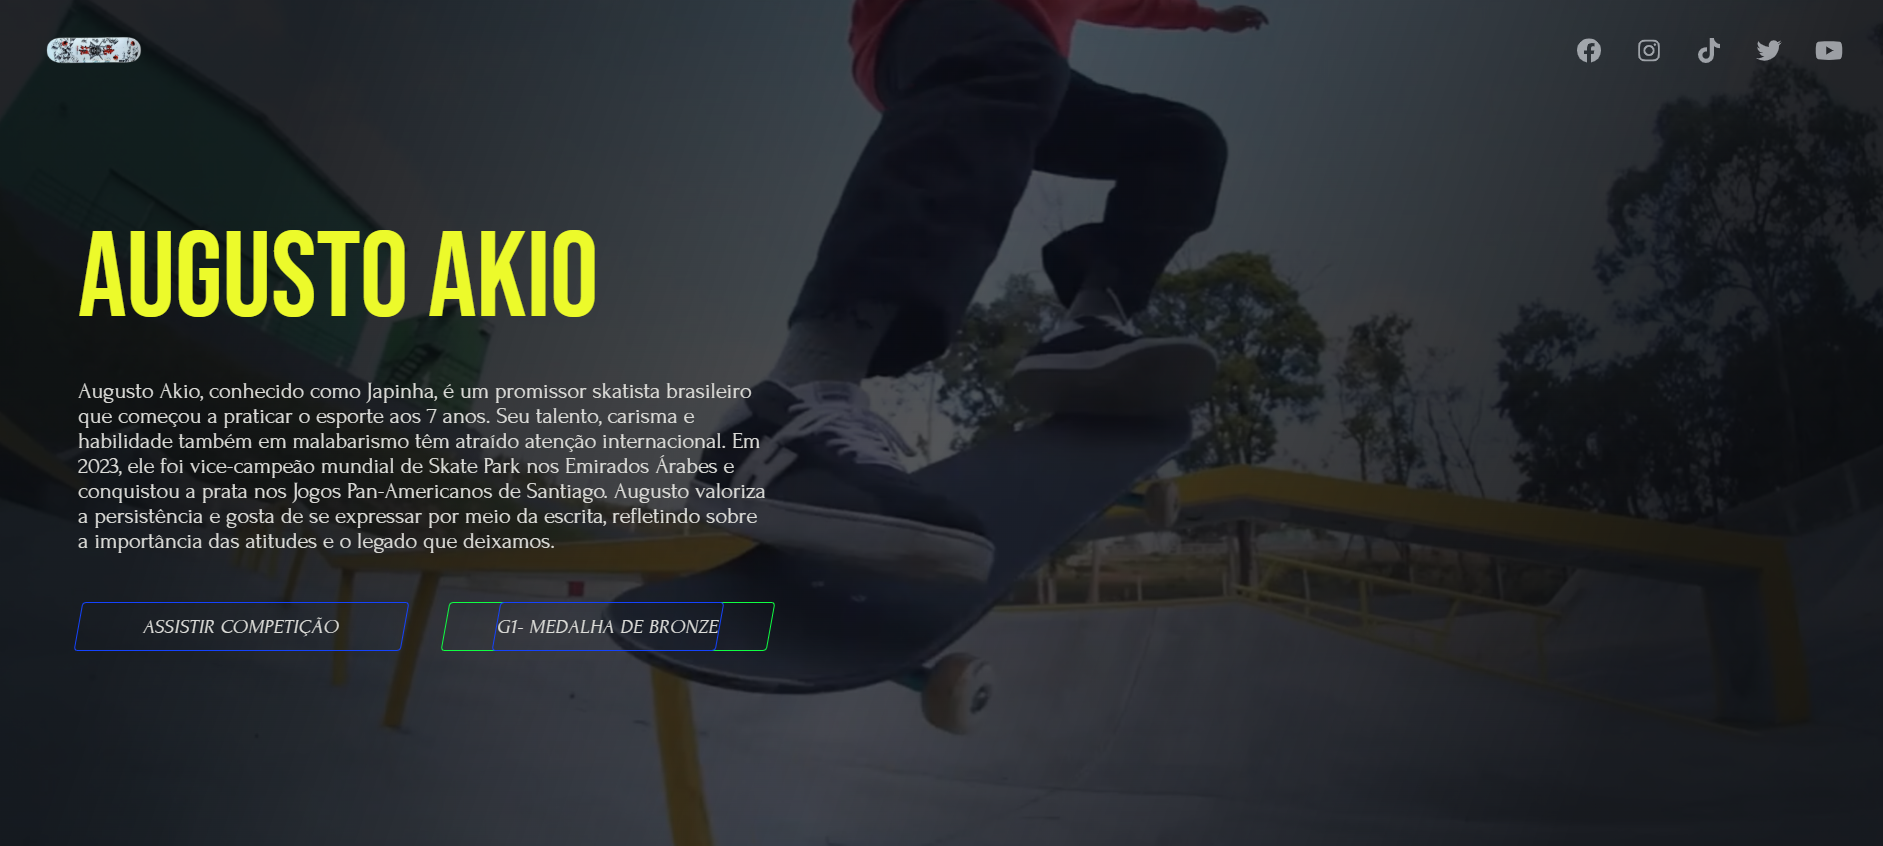 AUGUSTO AKIO
Augusto Akio, conhecido como Japinha, é um promissor skatista brasileiro
que começou a praticar o esporte aos 7 anos. Seu talento, carisma e
habilidade também em malabarismo têm atraído atenção internacional. Em
2023, ele foi vice-campeão mundial de Skate Park nos Emirados Árabes e
conquistou a prata nos Jogos Pan-Americanos de Santiago. Augusto valoriza
a persistência e gosta de se expressar por meio da escrita, refletindo sobre
a importância das atitudes e o legado que deixamos.
ASSISTIR COMPETIÇÃO
G1- MEDALHA DE BRONZE